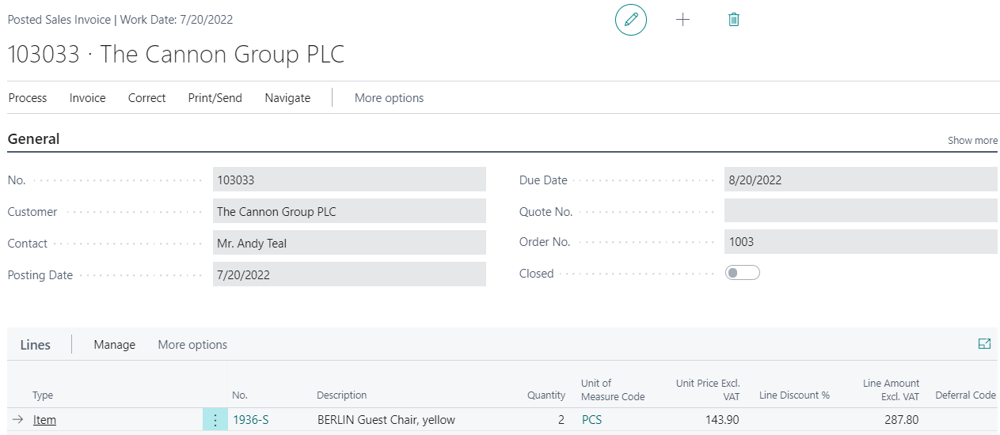 Posted Sales Invoice | Work Date: 7/20/2022
103033 · The Cannon Group PLC
Process Invoice Correct Print/Send Navigate More options
General Show more
No. 103033 Due Date 8/20/2022
Customer The Cannon Group PLC Quote No.
Contact Mr. Andy Teal Order No. 1003
Posting Date 7/20/2022 Closed
Lines Manage More options
Type No. Description Quantity Unit of Measure Code Unit Price Excl. VAT Line Discount % Line Amount Excl. VAT Deferral Code
Item 1936-S BERLIN Guest Chair, yellow 2 PCS 143.90 287.80